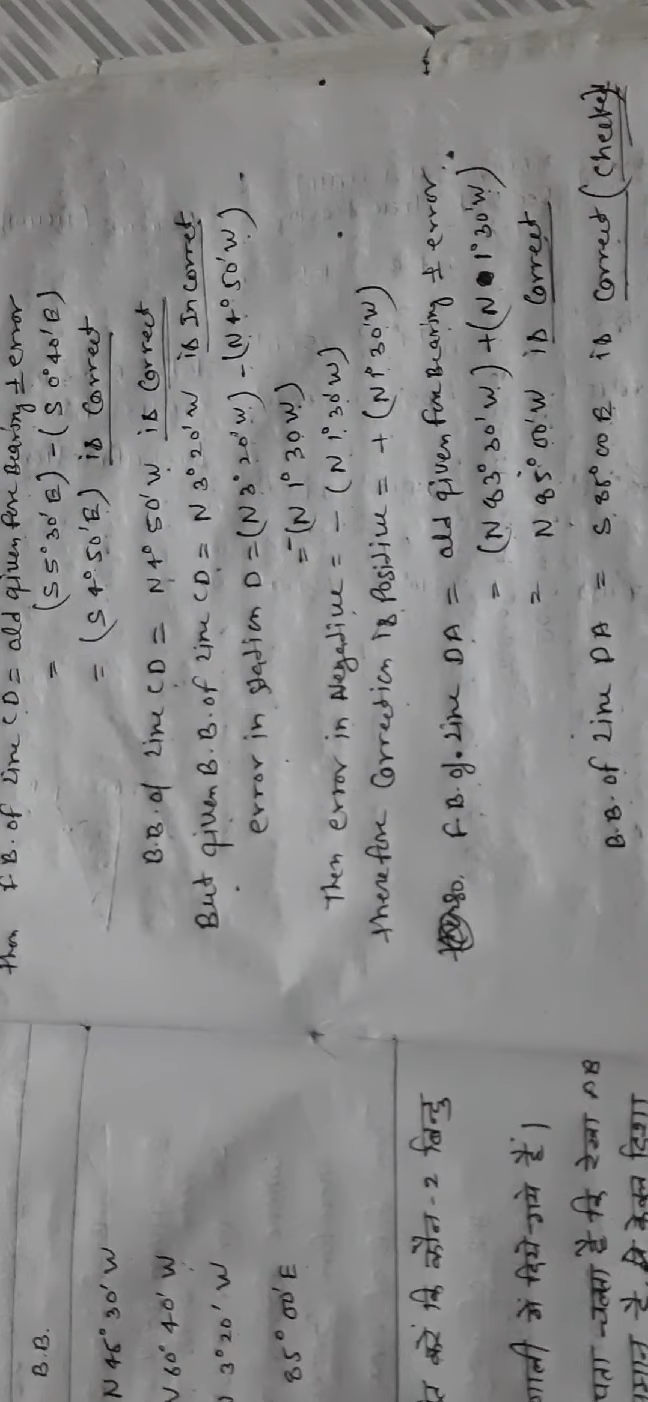 B.B.
N 45° 30' W
60° 40' W
3° 20' W
85° 00' E
करें कि कौन-2 बिन्दु
में दिये गये हैं।
चलता है कि रेखा AB
है
then F.B. of Line CD = old given fore Bearing ± error
= (S 5° 30' E) - (S 0° 40' E)
= (S 4° 50' E) is correct
B.B. of Line CD = N 4° 50' W is Correct
But given B.B. of Line CD = N 3° 20' W is Incorrect
error in station D = (N 3° 20' W) - (N 4° 50' W).
= -(N 1° 30 W)
Then error in Negative = - (N 1° 30 W)
therefore Correction is Positive = + (N 1° 30' W)
so. F.B. of. Line DA = old given fore Bearing ± error
= (N 83° 30' W) + (N 1° 30' W)
= N 85° 00' W is Correct
B.B. of Line DA = S 85° 00 E is Correct (Checked)